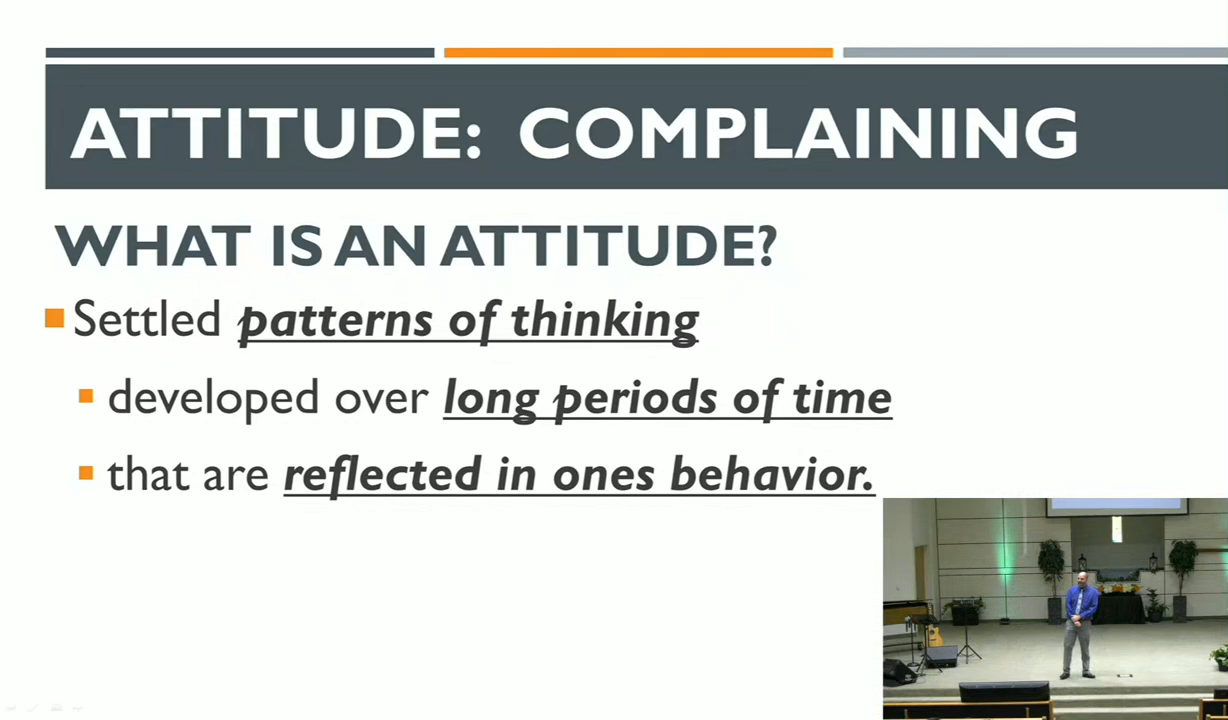 ATTITUDE: COMPLAINING
WHAT IS AN ATTITUDE?
Settled patterns of thinking
developed over long periods of time
that are reflected in ones behavior.